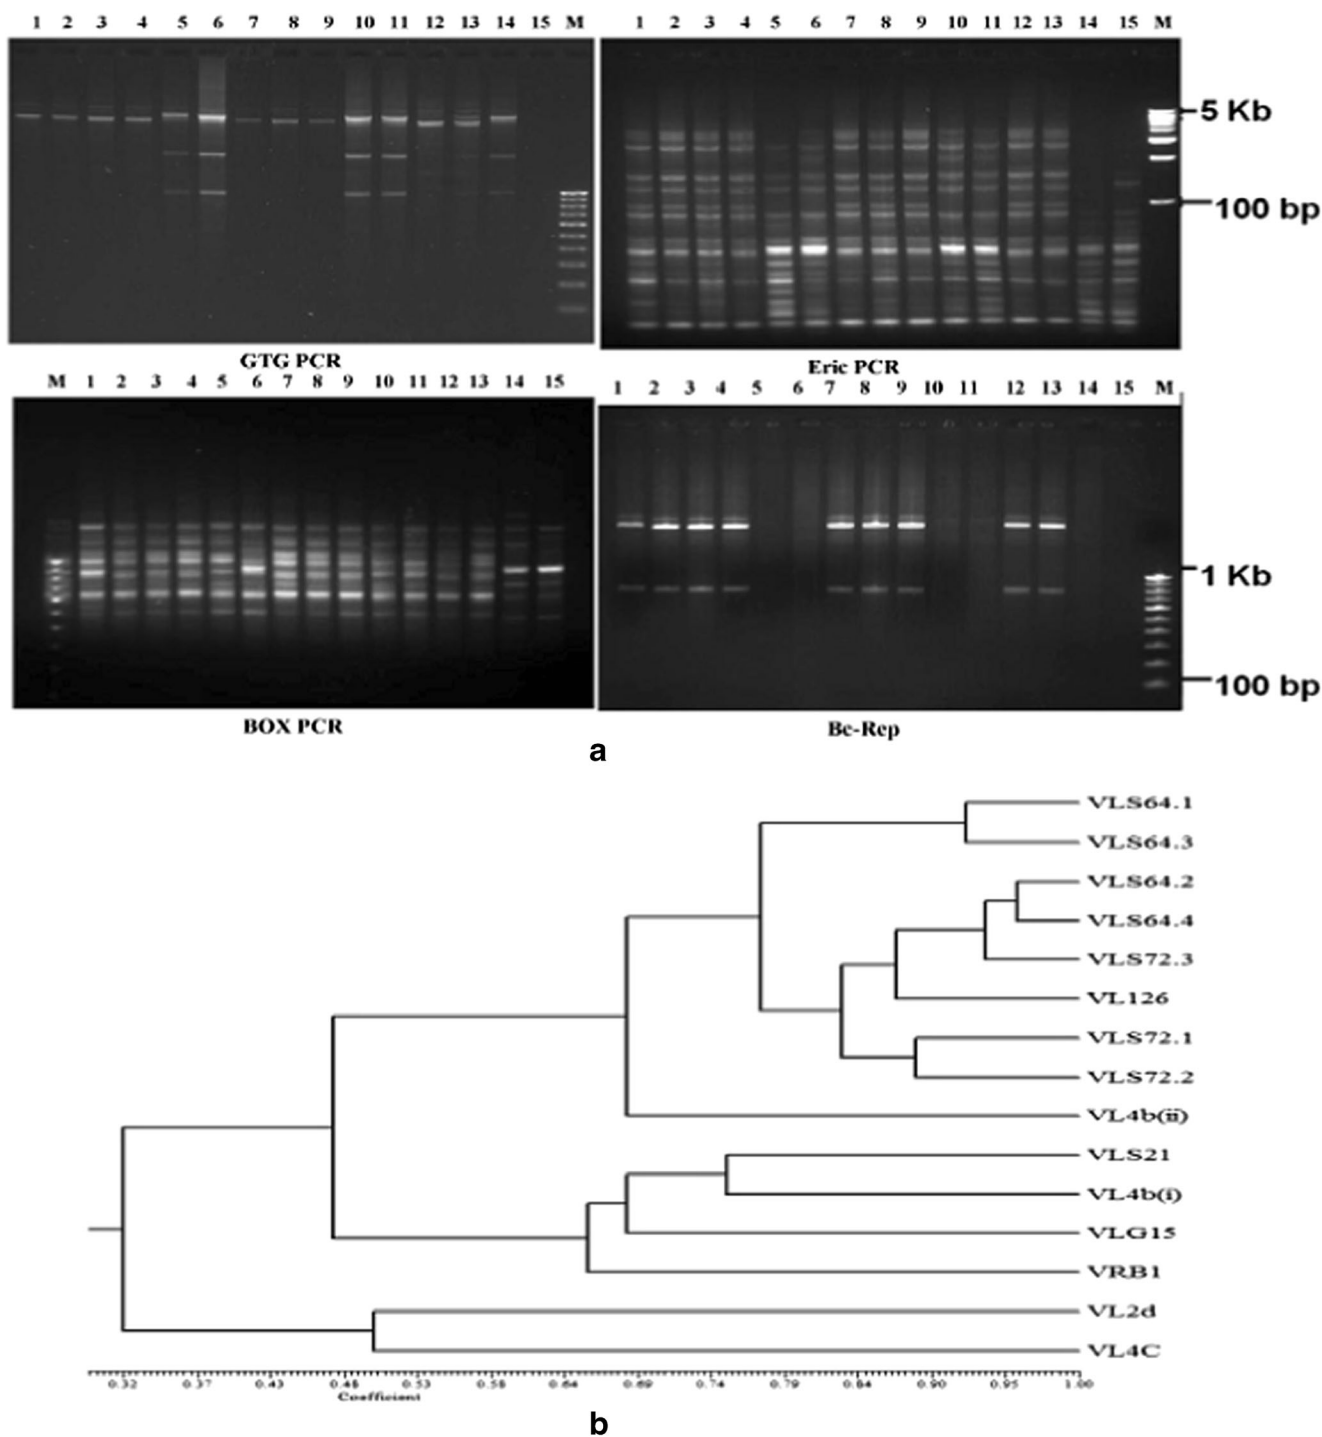 1 2 3 4 5 6 7 8 9 10 11 12 13 14 15 M
1 2 3 4 5 6 7 8 9 10 11 12 13 14 15 M
5 Kb
100 bp
GTG PCR
Eric PCR
M 1 2 3 4 5 6 7 8 9 10 11 12 13 14 15
1 2 3 4 5 6 7 8 9 10 11 12 13 14 15 M
1 Kb
100 bp
BOX PCR
Be-Rep
a
VLS64.1
VLS64.3
VLS64.2
VLS64.4
VLS72.3
VL126
VLS72.1
VLS72.2
VL4b(ii)
VLS21
VL4b(i)
VLG15
VRB1
VL2d
VL4C
0.32 0.37 0.43 0.48 0.53 0.58 0.64 0.69 0.74 0.79 0.84 0.90 0.95 1.00
Coefficient
b